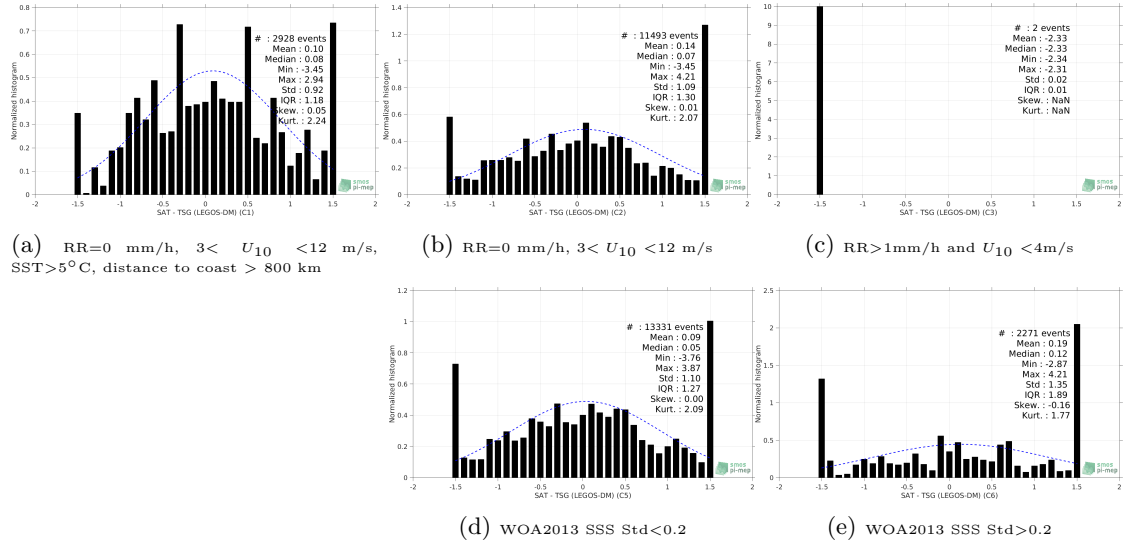 0.8
0.7
0.6
0.5
0.4
0.3
0.2
0.1
0
Normalized histogram
# : 2928 events
Mean : 0.10
Median : 0.08
Min : -3.45
Max : 2.94
Std : 0.92
IQR : 1.18
Skew. : 0.05
Kurt. : 2.24
smos
pi-mep
-2 -1.5 -1 -0.5 0 0.5 1 1.5 2
SAT - TSG (LEGOS-DM) (C1)
(a) RR=0 mm/h, 3< U10 <12 m/s,
SST>5°C, distance to coast > 800 km
1.4
1.2
1
0.8
0.6
0.4
0.2
0
Normalized histogram
# : 11493 events
Mean : 0.14
Median : 0.07
Min : -3.45
Max : 4.21
Std : 1.09
IQR : 1.30
Skew. : 0.01
Kurt. : 2.07
smos
pi-mep
-2 -1.5 -1 -0.5 0 0.5 1 1.5 2
SAT - TSG (LEGOS-DM) (C2)
(b) RR=0 mm/h, 3< U10 <12 m/s
10
9
8
7
6
5
4
3
2
1
0
Normalized histogram
# : 2 events
Mean : -2.33
Median : -2.33
Min : -2.34
Max : -2.31
Std : 0.02
IQR : 0.01
Skew. : NaN
Kurt. : NaN
smos
pi-mep
-2 -1.5 -1 -0.5 0 0.5 1 1.5 2
SAT - TSG (LEGOS-DM) (C3)
(c) RR>1mm/h and U10 <4m/s
1.2
1
0.8
0.6
0.4
0.2
0
Normalized histogram
# : 13331 events
Mean : 0.09
Median : 0.05
Min : -3.76
Max : 3.87
Std : 1.10
IQR : 1.27
Skew. : 0.00
Kurt. : 2.09
smos
pi-mep
-2 -1.5 -1 -0.5 0 0.5 1 1.5 2
SAT - TSG (LEGOS-DM) (C5)
(d) WOA2013 SSS Std<0.2
2.5
2
1.5
1
0.5
0
Normalized histogram
# : 2271 events
Mean : 0.19
Median : 0.12
Min : -2.87
Max : 4.21
Std : 1.35
IQR : 1.89
Skew. : -0.16
Kurt. : 1.77
smos
pi-mep
-2 -1.5 -1 -0.5 0 0.5 1 1.5 2
SAT - TSG (LEGOS-DM) (C6)
(e) WOA2013 SSS Std>0.2